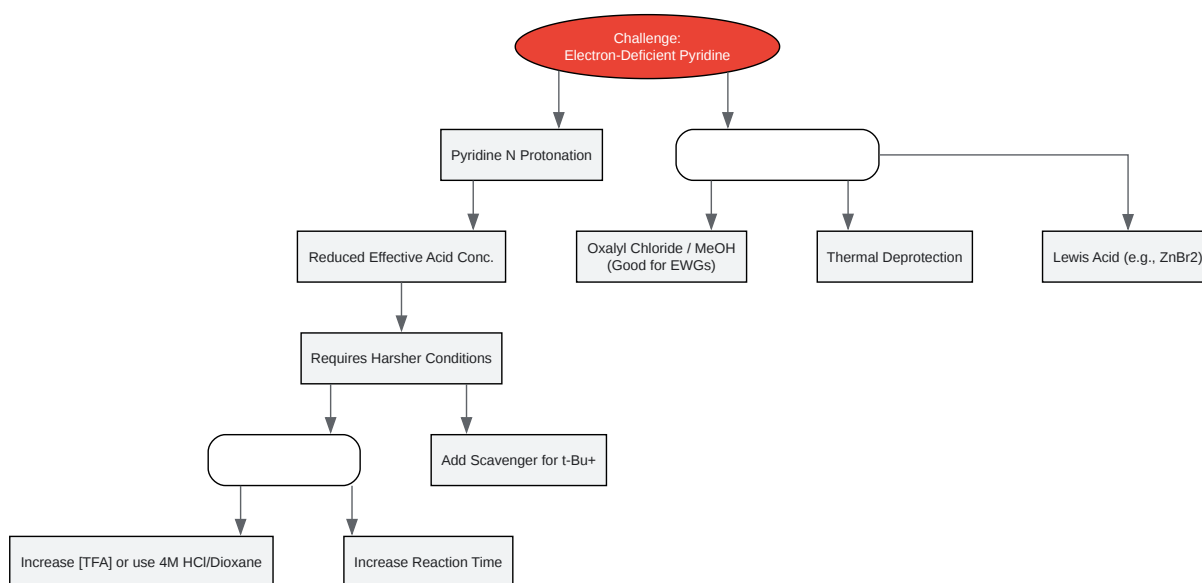 Challenge:
Electron-Deficient Pyridine
Pyridine N Protonation
Reduced Effective Acid Conc.
Oxalyl Chloride / MeOH
(Good for EWGs)
Thermal Deprotection
Lewis Acid (e.g., ZnBr2)
Requires Harsher Conditions
Add Scavenger for t-Bu+
Increase [TFA] or use 4M HCl/Dioxane
Increase Reaction Time